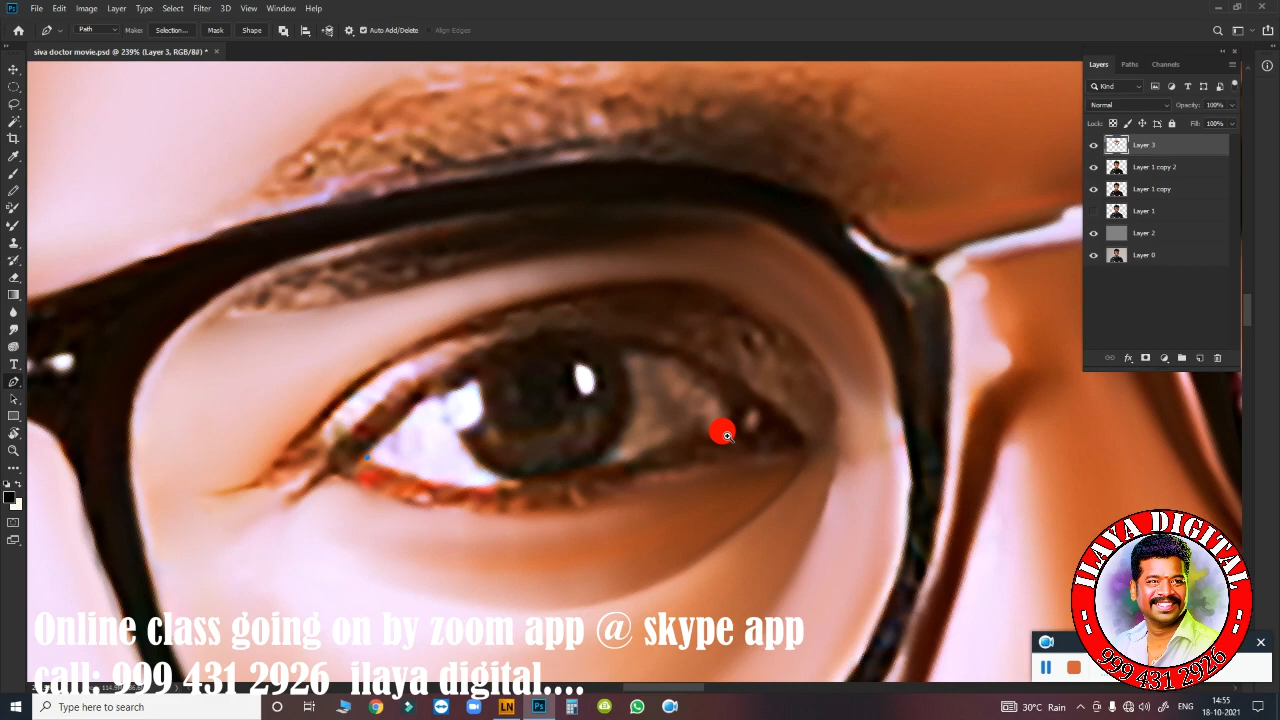 File Edit Image Layer Type Select Filter 3D View Window Help
Path Make: Selection... Mask Shape Auto Add/Delete Align Edges
siva doctor movie.psd @ 239% (Layer 3, RGB/8#) *
Layers Paths Channels
Kind
Normal Opacity: 100%
Lock: Fill: 100%
Layer 3
Layer 1 copy 2
Layer 1 copy
Layer 1
Layer 2
Layer 0
ILAYA DIGITAL
999 431 2926
Online class going on by zoom app @ skype app
call: 999 431 2926 ilaya digital....
Type here to search
LN
Ps
30°C Rain
ENG
14:55
18-10-2021